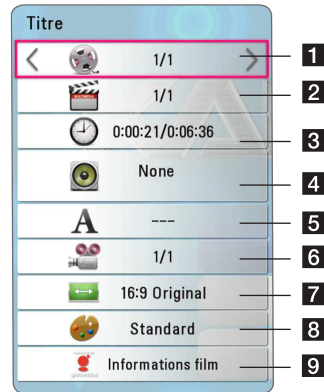 Titre
1/1 1
1/1 2
0:00:21/0:06:36 3
None 4
A --- 5
1/1 6
16:9 Original 7
Standard 8
Informations film 9